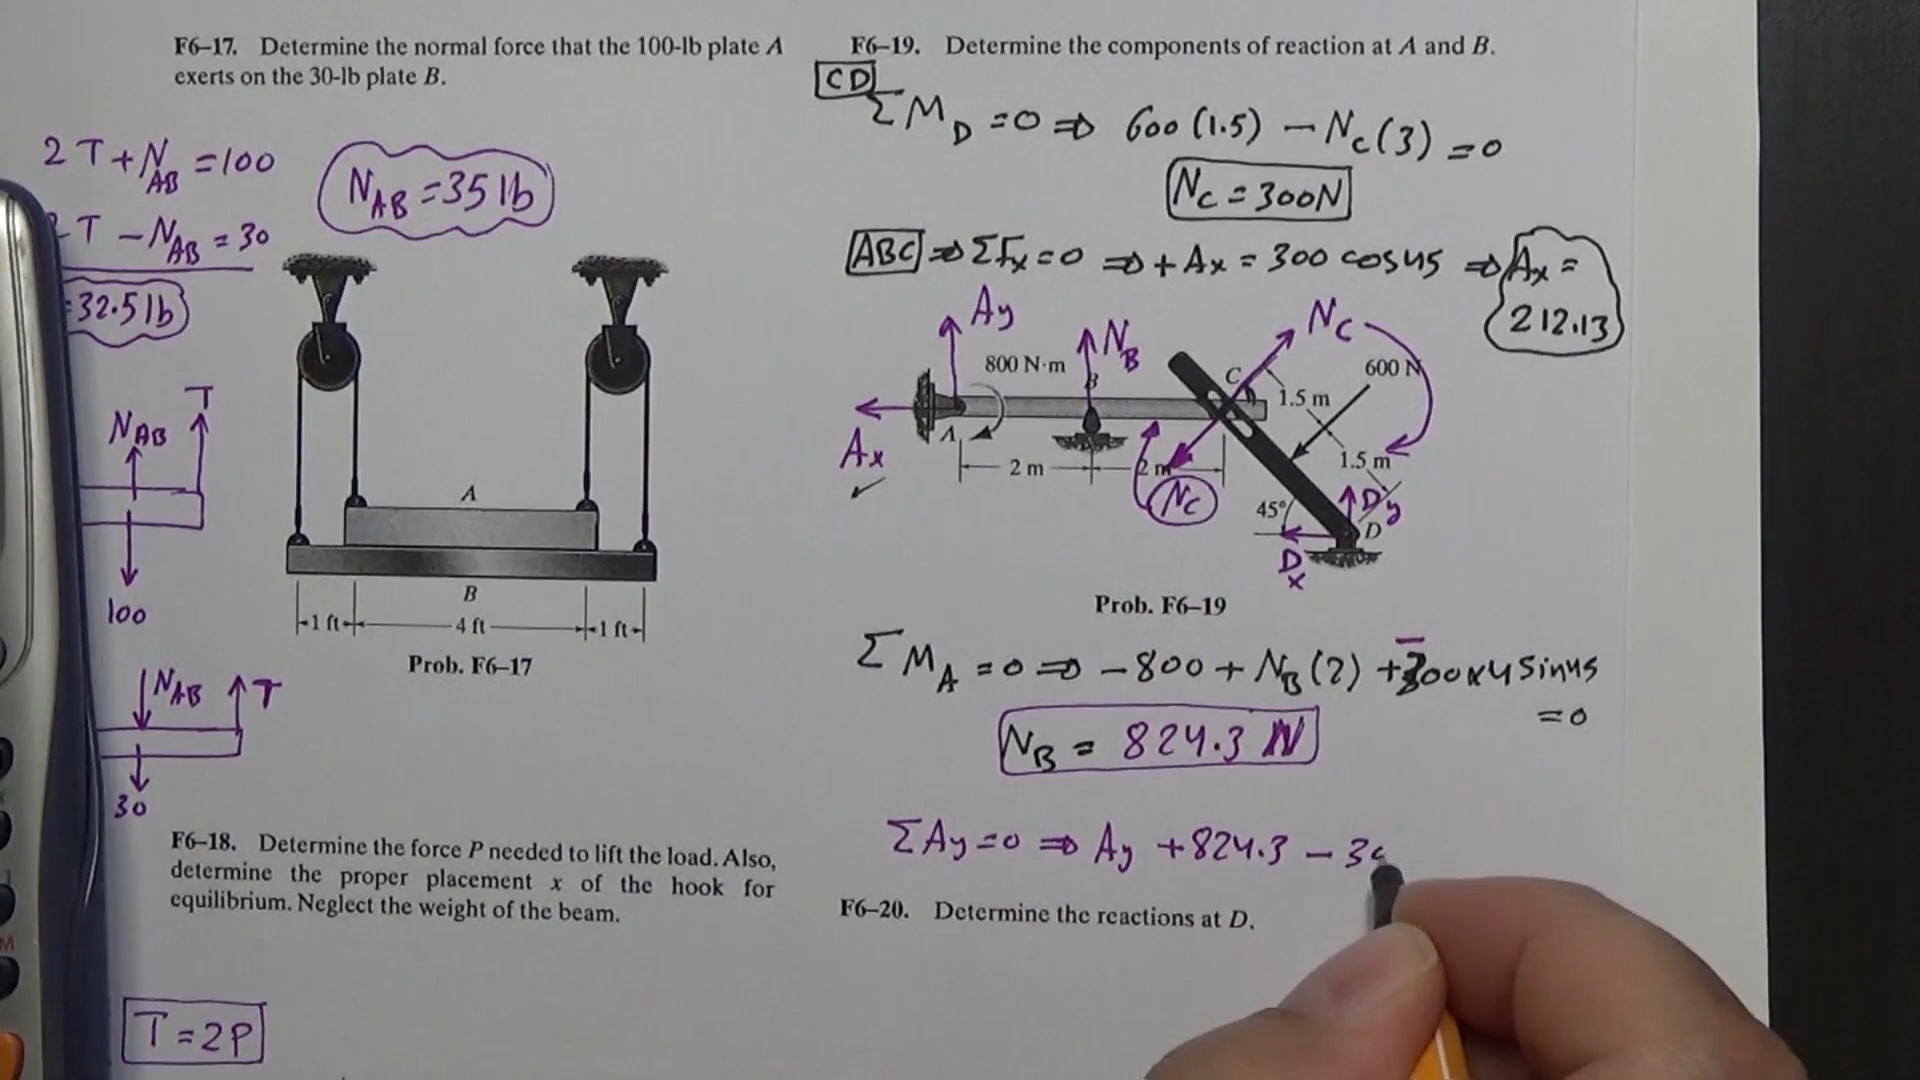 F6–17. Determine the normal force that the 100-lb plate A
exerts on the 30-lb plate B.
2T + N_AB = 100
N_AB = 35 lb
T - N_AB = 30
= 32.5 lb
N_AB
T
100
N_AB
T
30
A
B
1 ft
4 ft
1 ft
Prob. F6–17
F6–18. Determine the force P needed to lift the load. Also,
determine the proper placement x of the hook for
equilibrium. Neglect the weight of the beam.
T = 2P
F6–19. Determine the components of reaction at A and B.
CD
ΣM_D = 0 ⇒ 600 (1.5) - N_C (3) = 0
N_C = 300N
ABC ⇒ ΣF_x = 0 ⇒ + A_x = 300 cos45 ⇒ A_x =
212.13
Ay
N_B
N_C
800 N·m
B
C
600 N
1.5 m
A
Ax
2 m
2 m
N_C
1.5 m
45°
Dy
D
Dx
Prob. F6–19
ΣM_A = 0 ⇒ -800 + N_B (2) - 300x4 sin45
= 0
N_B = 824.3 N
ΣAy = 0 ⇒ Ay + 824.3 - 3
F6–20. Determine the reactions at D.
M